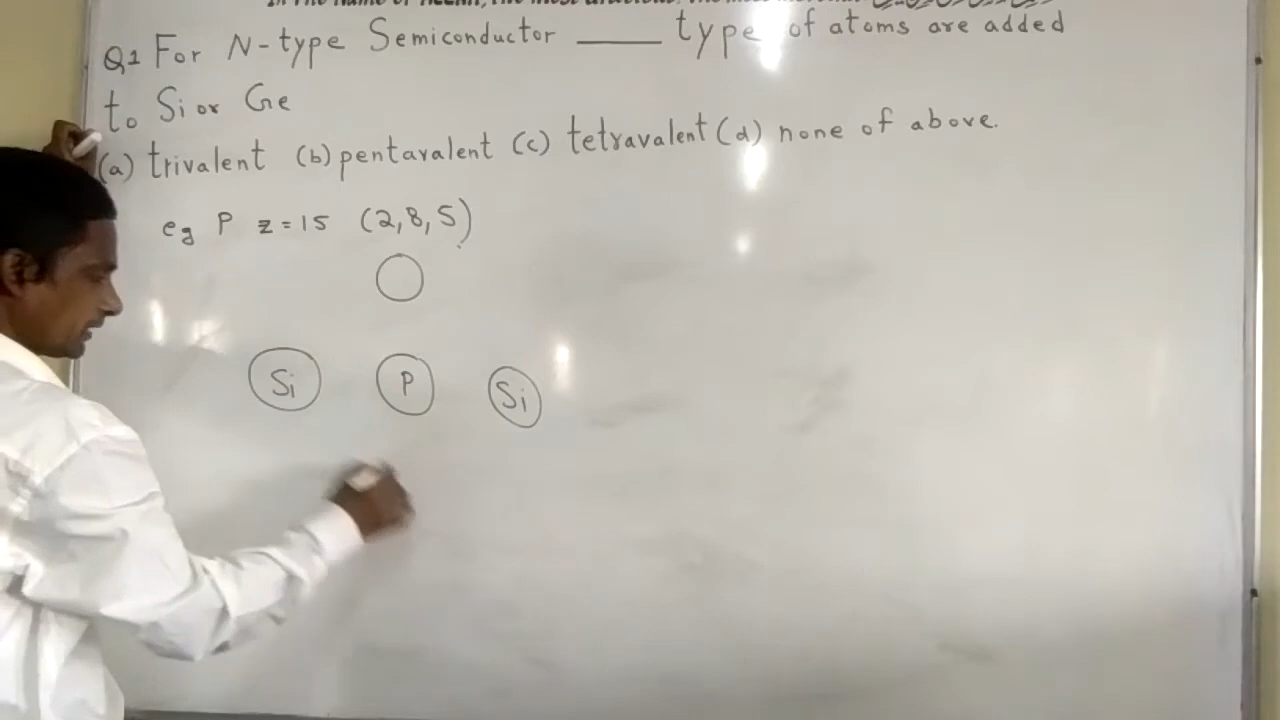 Q1 For N-type Semiconductor ____ type of atoms are added
to Si or Ge
(a) trivalent (b) pentavalent (c) tetravalent (d) none of above.
eg P z=15 (2,8,5)
Si P Si